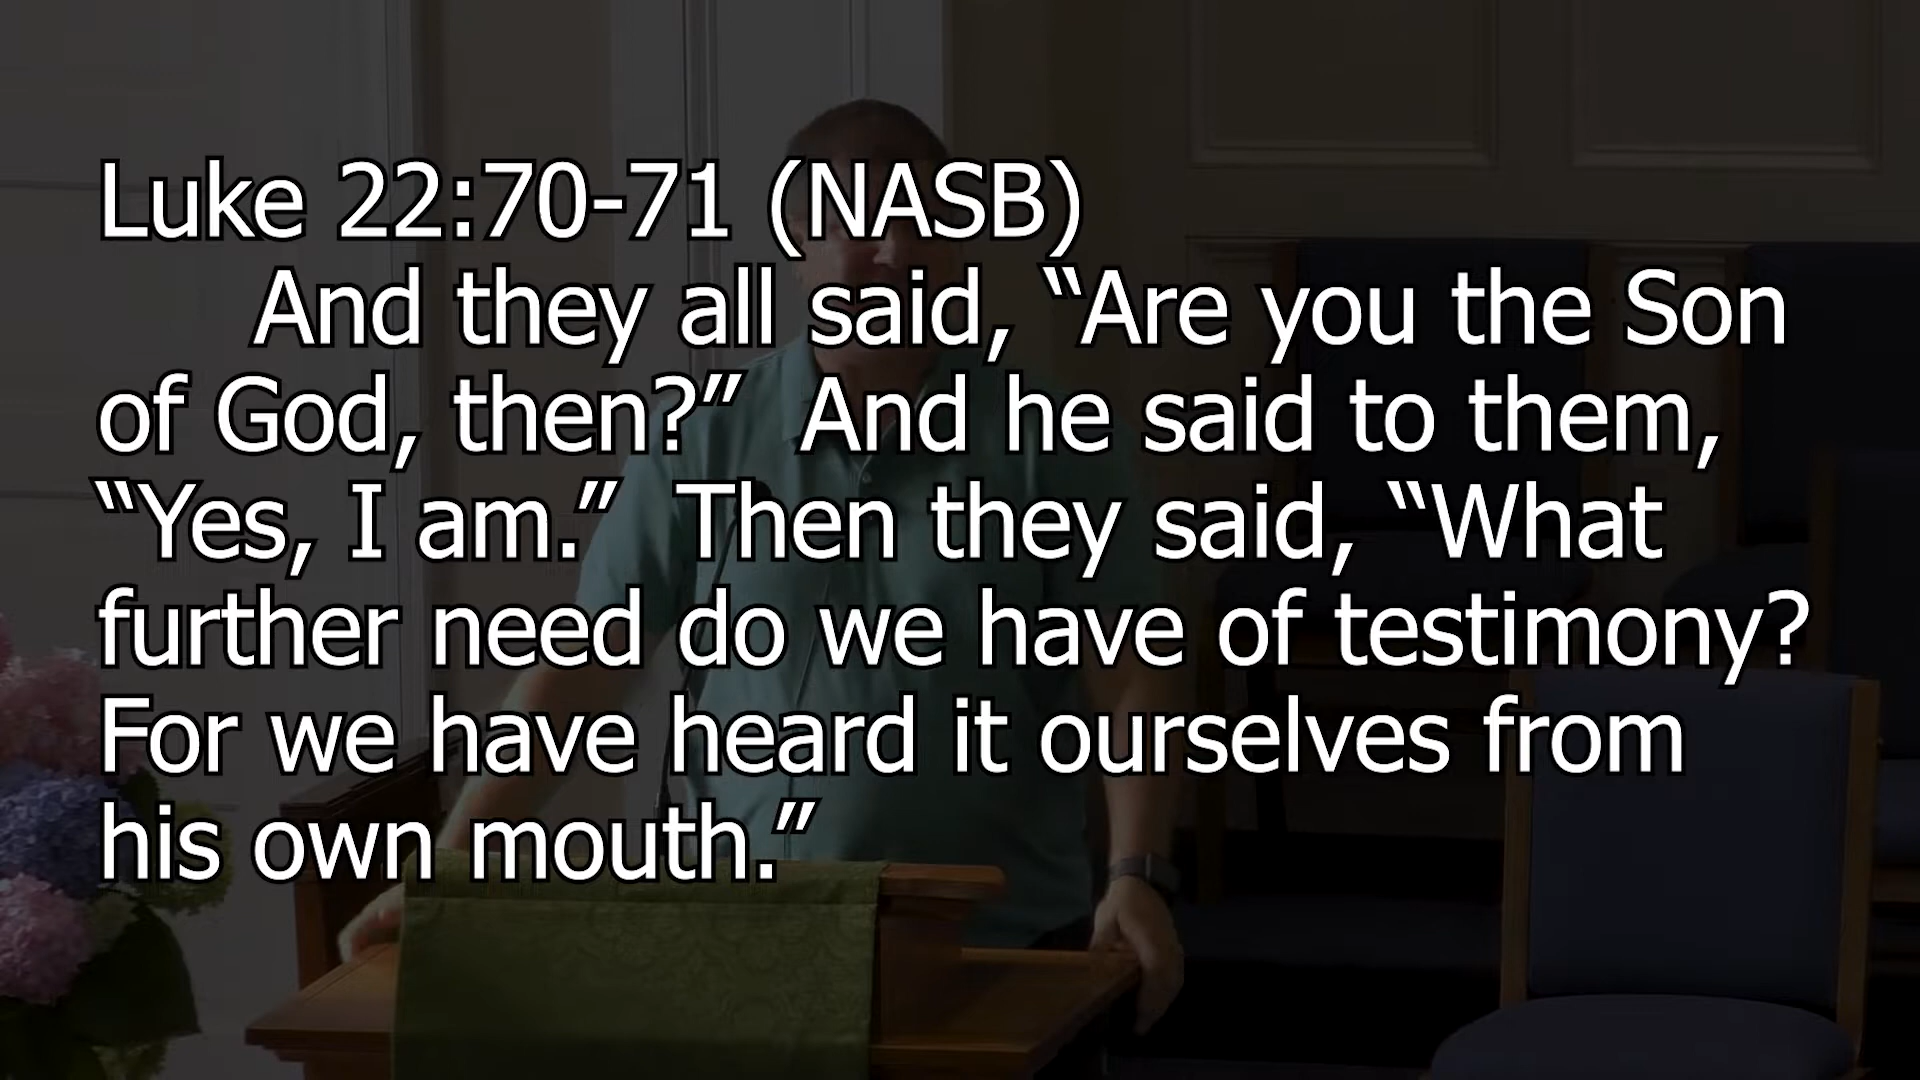 Luke 22:70-71 (NASB)
And they all said, “Are you the Son
of God, then?”  And he said to them,
“Yes, I am.”  Then they said, “What
further need do we have of testimony?
For we have heard it ourselves from
his own mouth.”